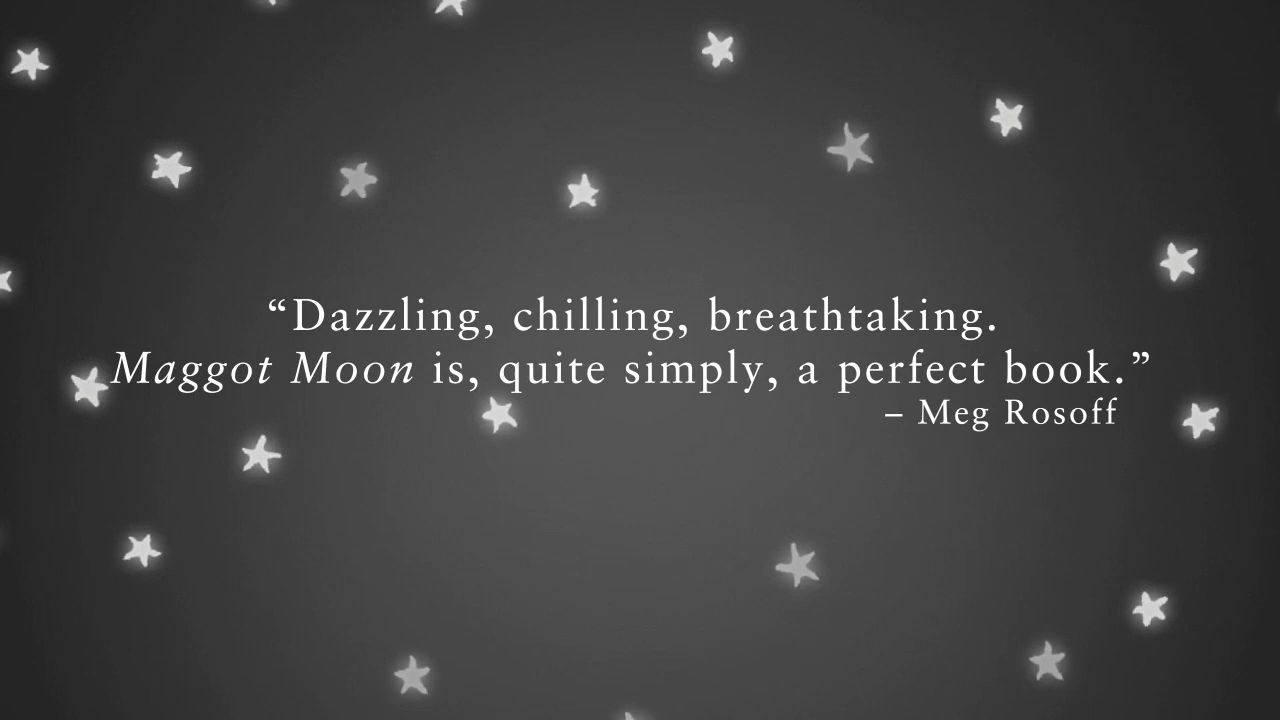 “Dazzling, chilling, breathtaking.
Maggot Moon is, quite simply, a perfect book.”
– Meg Rosoff